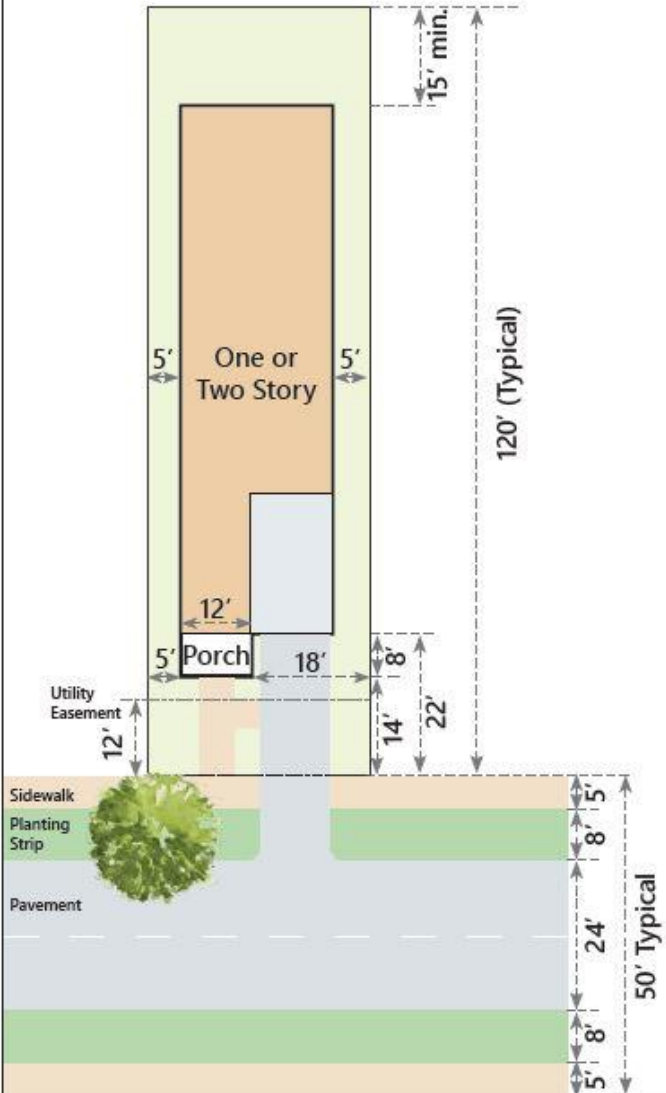 15' min.
120' (Typical)
5'
One or
Two Story
5'
12'
5'
Porch
18'
8'
14'
22'
Utility
Easement
12'
Sidewalk
Planting
Strip
Pavement
5'
8'
24'
8'
5'
50' Typical